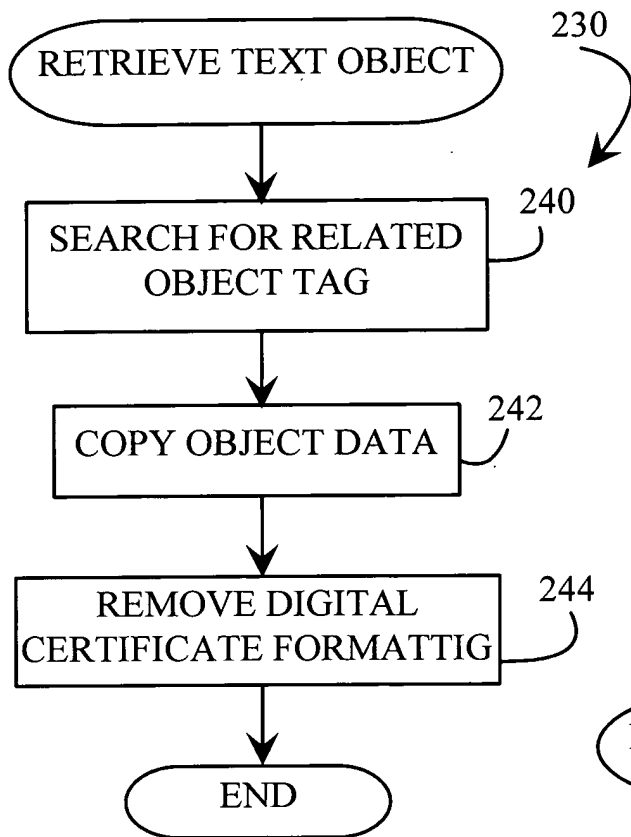 RETRIEVE TEXT OBJECT
230
240
SEARCH FOR RELATED
OBJECT TAG
242
COPY OBJECT DATA
244
REMOVE DIGITAL
CERTIFICATE FORMATTIG
END